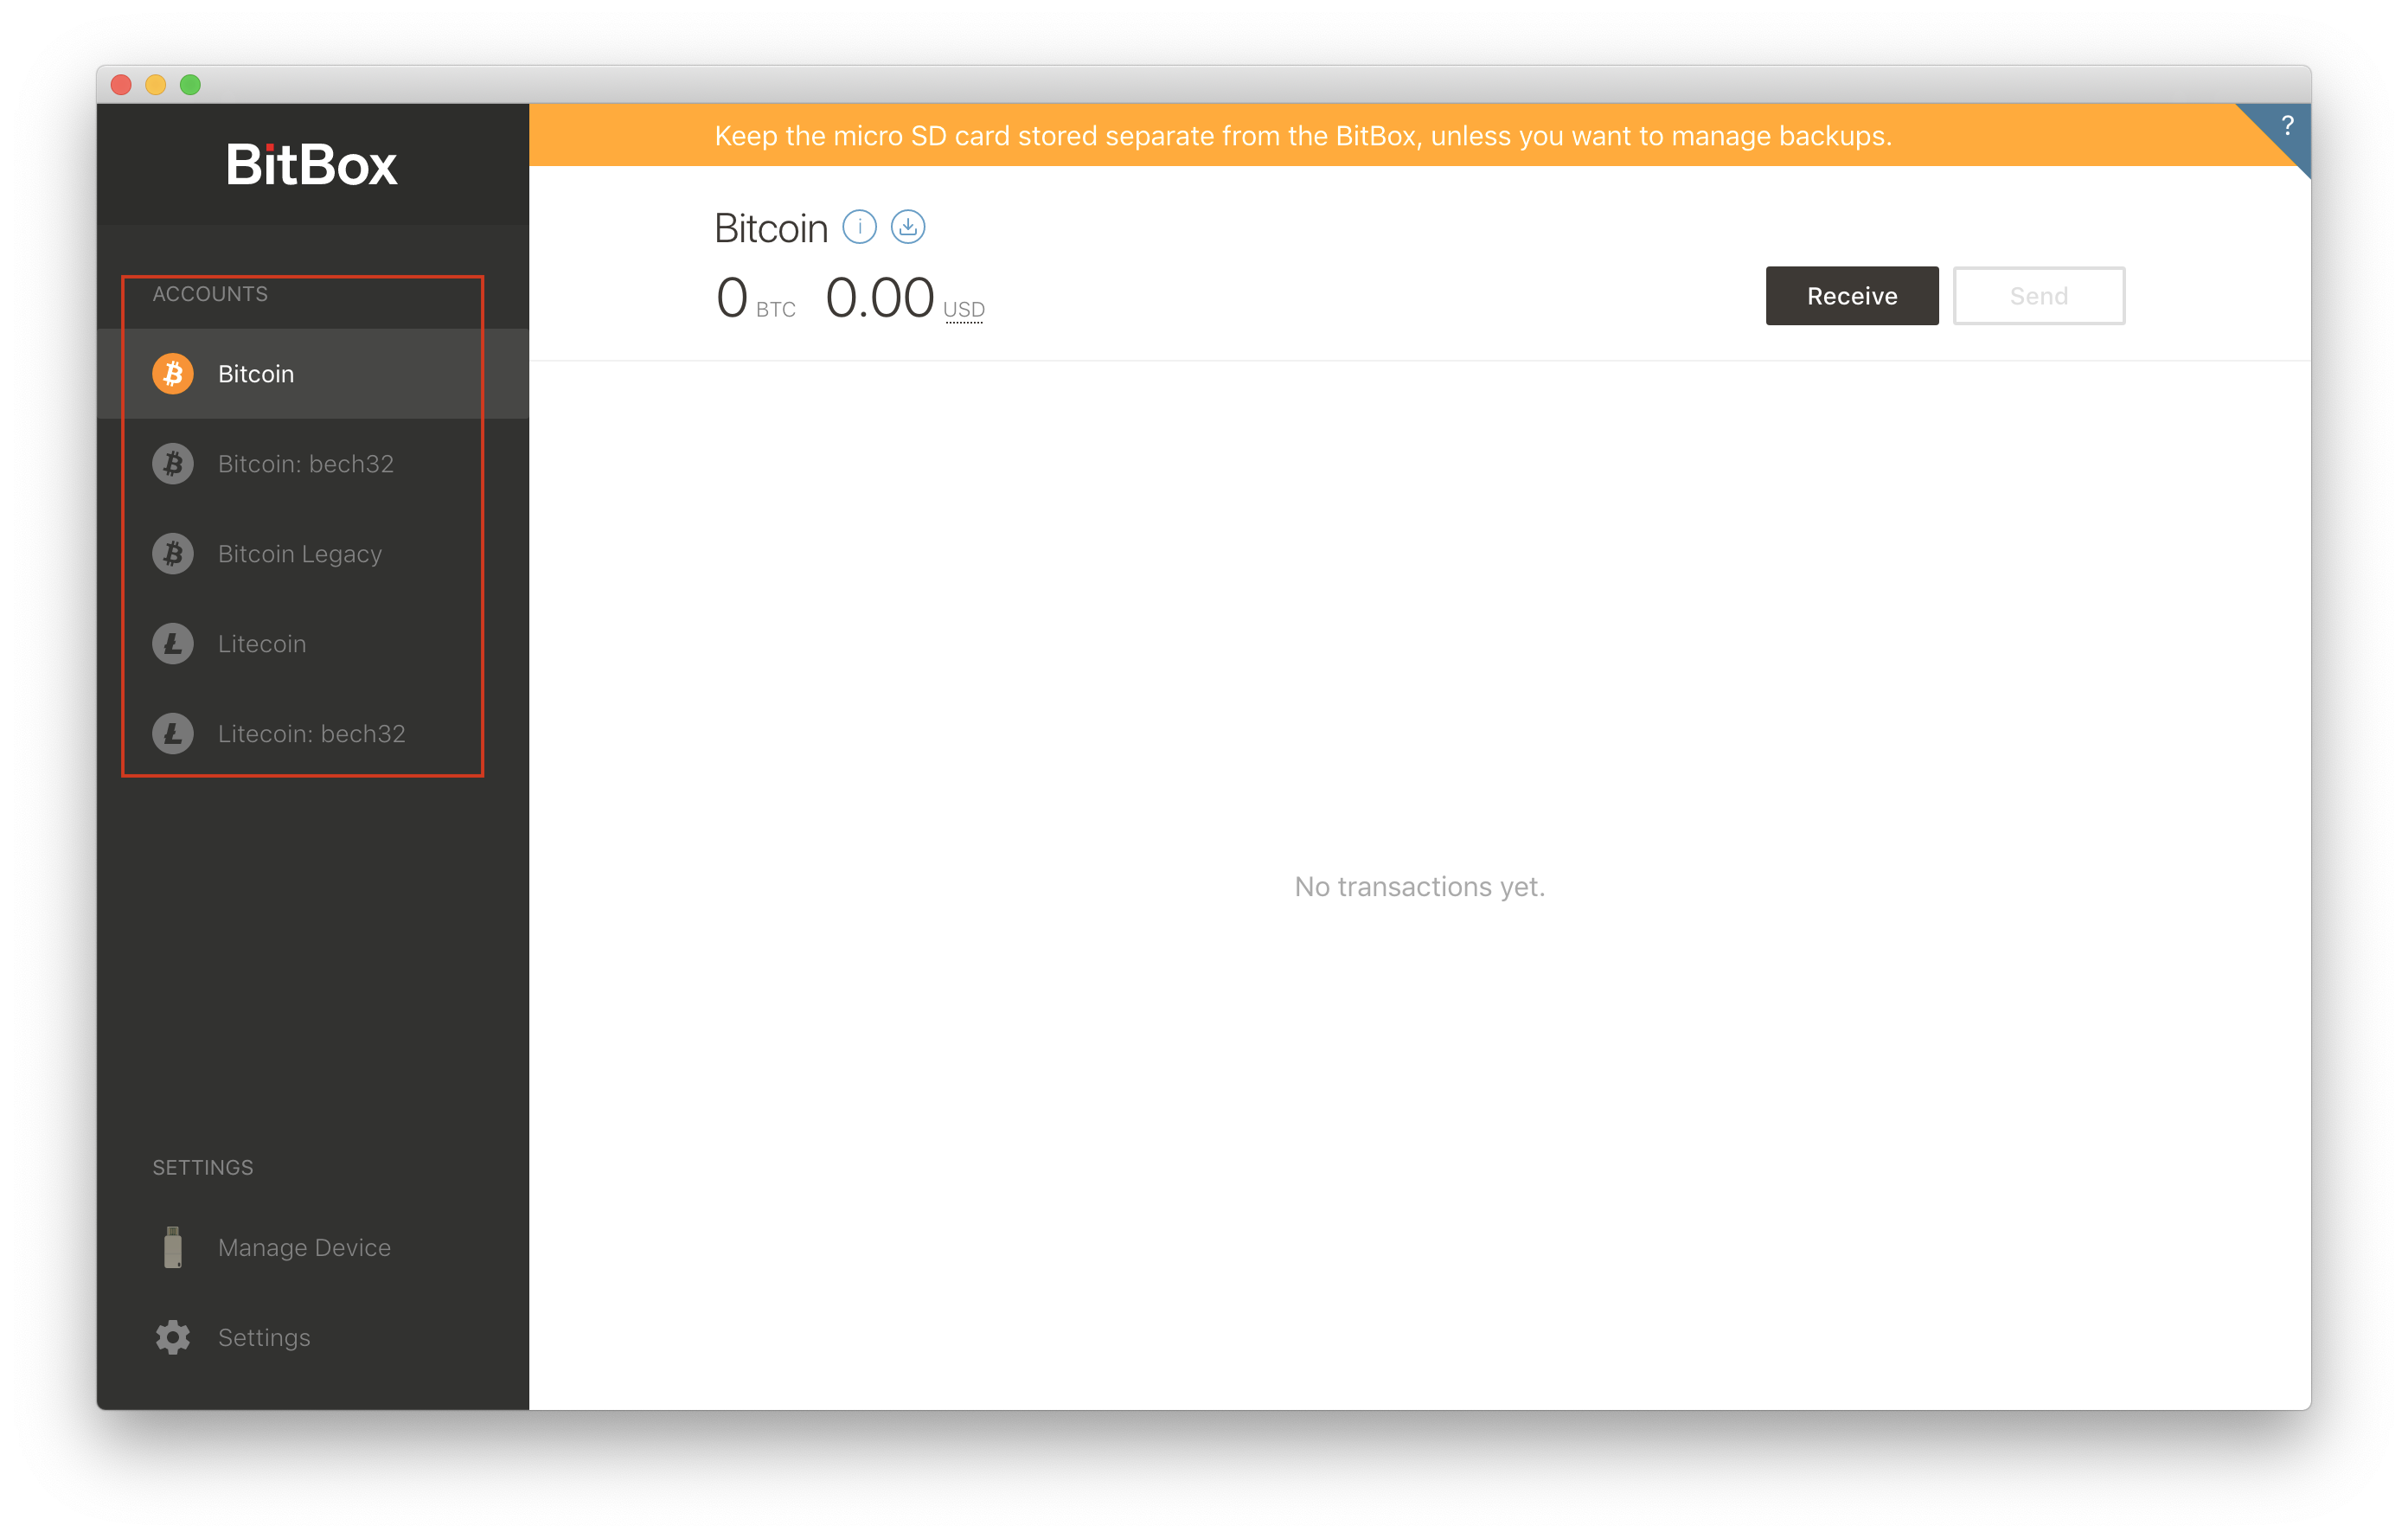 BitBox
ACCOUNTS
Bitcoin
Bitcoin: bech32
Bitcoin Legacy
Litecoin
Litecoin: bech32
SETTINGS
Manage Device
Settings
Keep the micro SD card stored separate from the BitBox, unless you want to manage backups.
?
Bitcoin i
0 BTC 0.00 USD
Receive Send
No transactions yet.